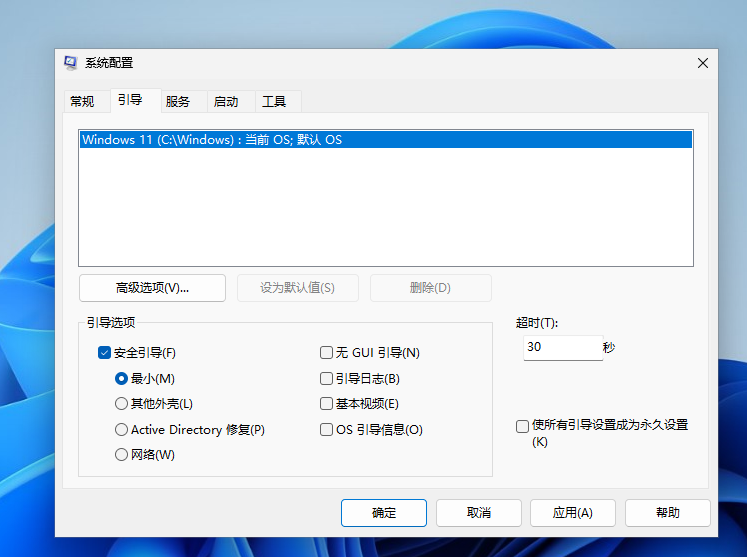 系统配置
常规 引导 服务 启动 工具
Windows 11 (C:\Windows) : 当前 OS; 默认 OS
高级选项(V)... 设为默认值(S) 删除(D)
引导选项
超时(T):
安全引导(F) 无 GUI 引导(N)
30 秒
最小(M) 引导日志(B)
其他外壳(L) 基本视频(E)
Active Directory 修复(P) OS 引导信息(O)
使所有引导设置成为永久设置
(K)
网络(W)
确定 取消 应用(A) 帮助